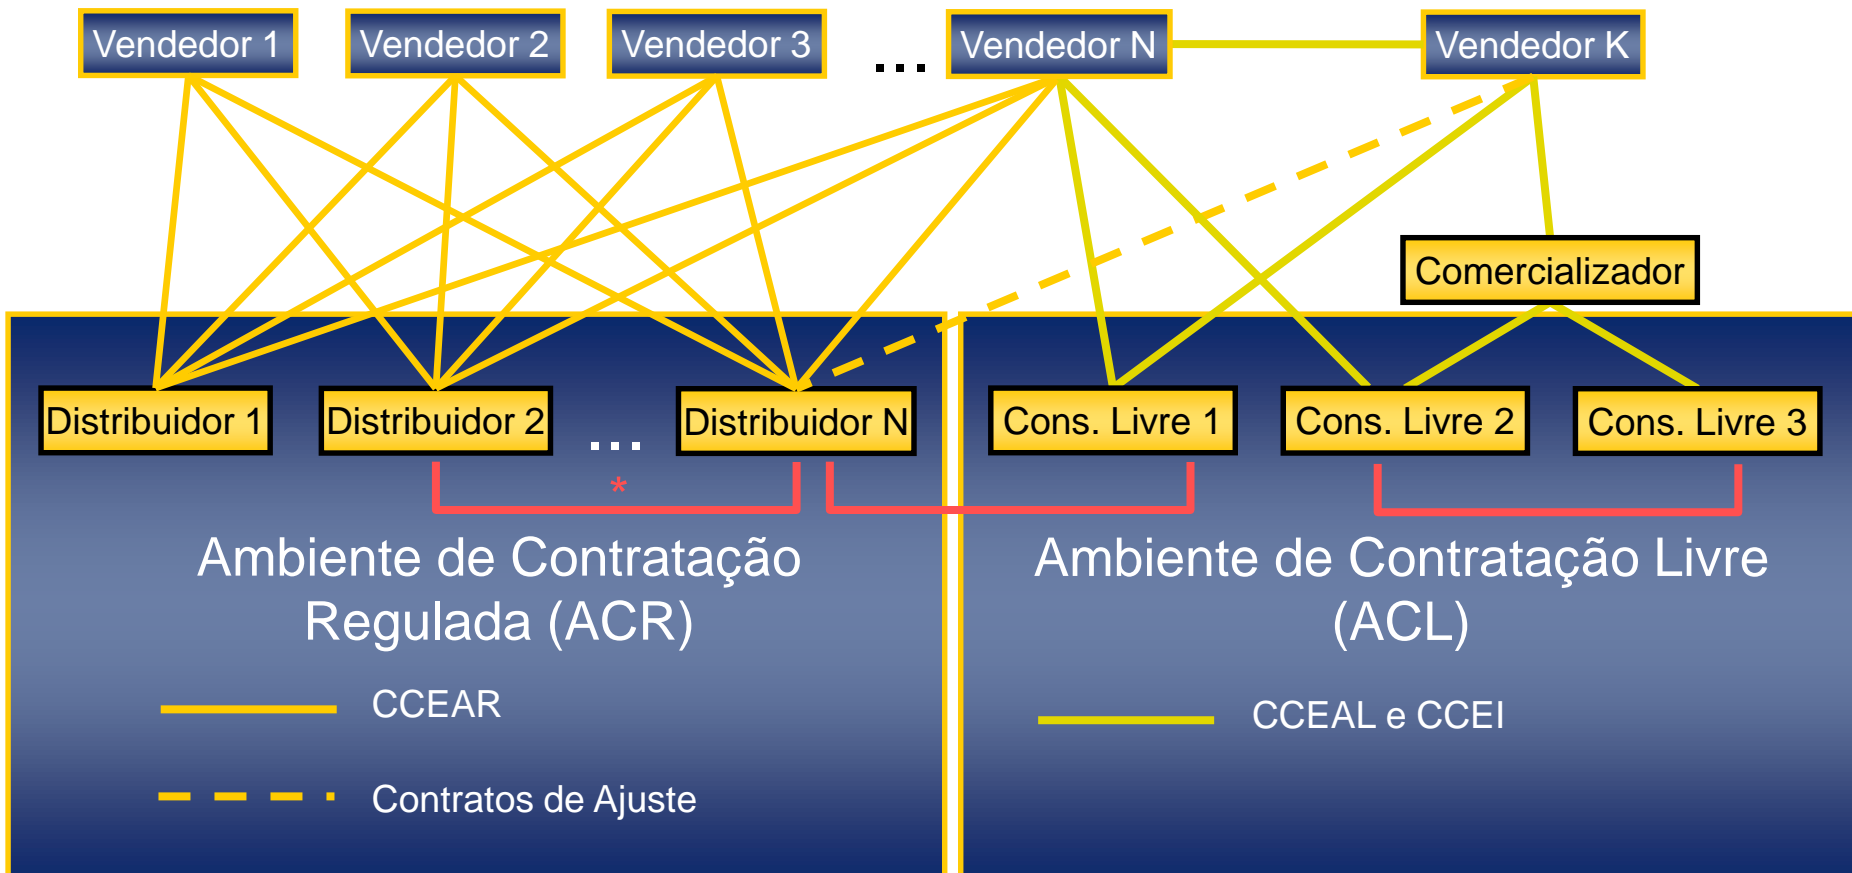 Vendedor 1
Vendedor 2
Vendedor 3
...
Vendedor N
Vendedor K
Comercializador
Distribuidor 1
Distribuidor 2
...
Distribuidor N
Cons. Livre 1
Cons. Livre 2
Cons. Livre 3
*
Ambiente de Contratação
Regulada (ACR)
Ambiente de Contratação Livre
(ACL)
CCEAR
CCEAL e CCEI
Contratos de Ajuste